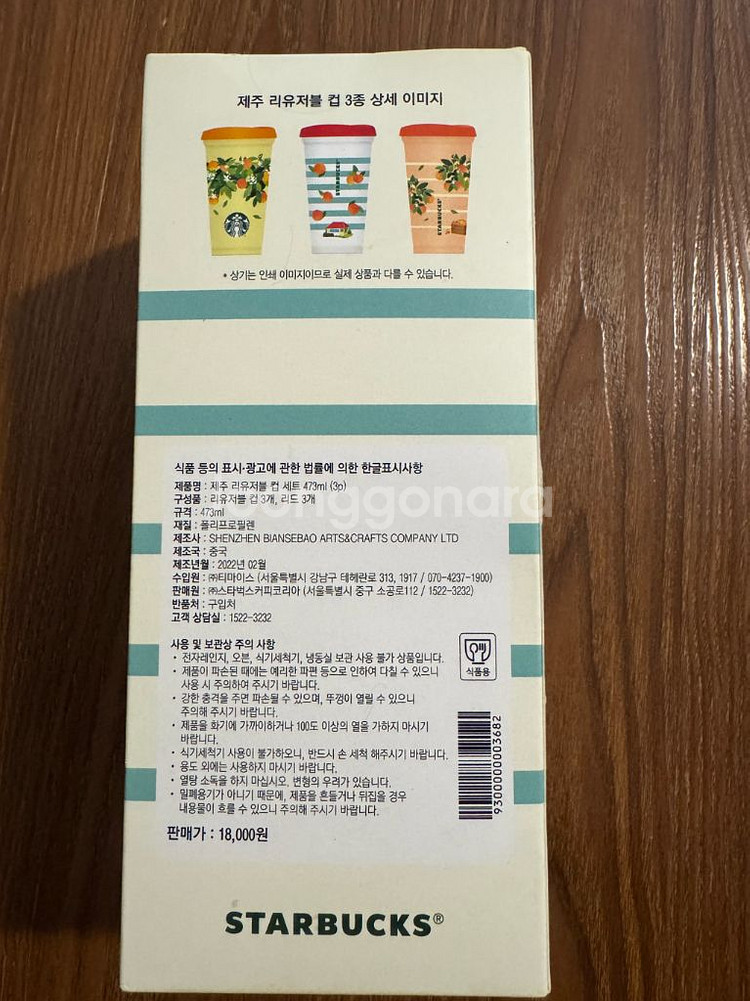 제주 리유저블 컵 3종 상세 이미지
STARBUCKS
STARBUCKS
* 상기는 인쇄 이미지이므로 실제 상품과 다를 수 있습니다.
식품 등의 표시·광고에 관한 법률에 의한 한글표시사항
제품명 : 제주 리유저블 컵 세트 473ml (3p)
구성품 : 리유저블 컵 3개, 리드 3개
규격 : 473ml
joonggonara
재질 : 폴리프로필렌
제조사 : SHENZHEN BIANSEBAO ARTS&CRAFTS COMPANY LTD
제조국 : 중국
제조년월 : 2022년 02월
수입원 : ㈜티마이스 (서울특별시 강남구 테헤란로 313, 1917 / 070-4237-1900)
판매원 : ㈜스타벅스커피코리아 (서울특별시 중구 소공로112 / 1522-3232)
반품처 : 구입처
고객 상담실 : 1522-3232
사용 및 보관상 주의 사항
• 전자레인지, 오븐, 식기세척기, 냉동실 보관 사용 불가 상품입니다.
• 제품이 파손된 때에는 예리한 파편 등으로 인하여 다칠 수 있으니
사용 시 주의하여 주시기 바랍니다.
• 강한 충격을 주면 파손될 수 있으며, 뚜껑이 열릴 수 있으니
주의해 주시기 바랍니다.
• 제품을 화기에 가까이하거나 100도 이상의 열을 가하지 마시기
바랍니다.
• 식기세척기 사용이 불가하오니, 반드시 손 세척 해주시기 바랍니다.
• 용도 외에는 사용하지 마시기 바랍니다.
• 열탕 소독을 하지 마십시오. 변형의 우려가 있습니다.
• 밀폐용기가 아니기 때문에, 제품을 흔들거나 뒤집을 경우
내용물이 흐를 수 있으니 주의해 주시기 바랍니다.
식품용
9300000003682
판매가 : 18,000원
STARBUCKS®